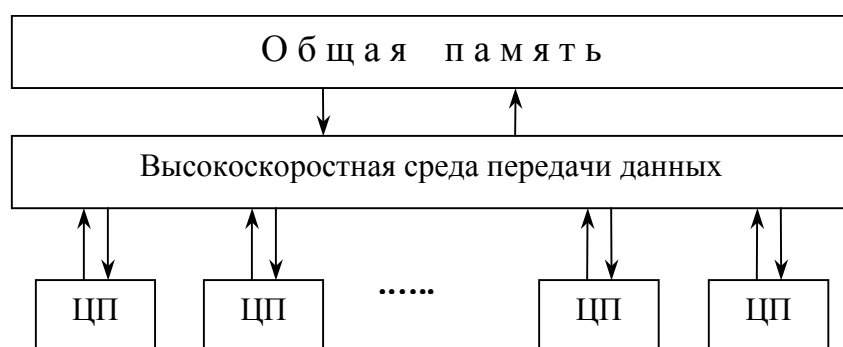 Общая память
Высокоскоростная среда передачи данных
ЦП ЦП ...... ЦП ЦП